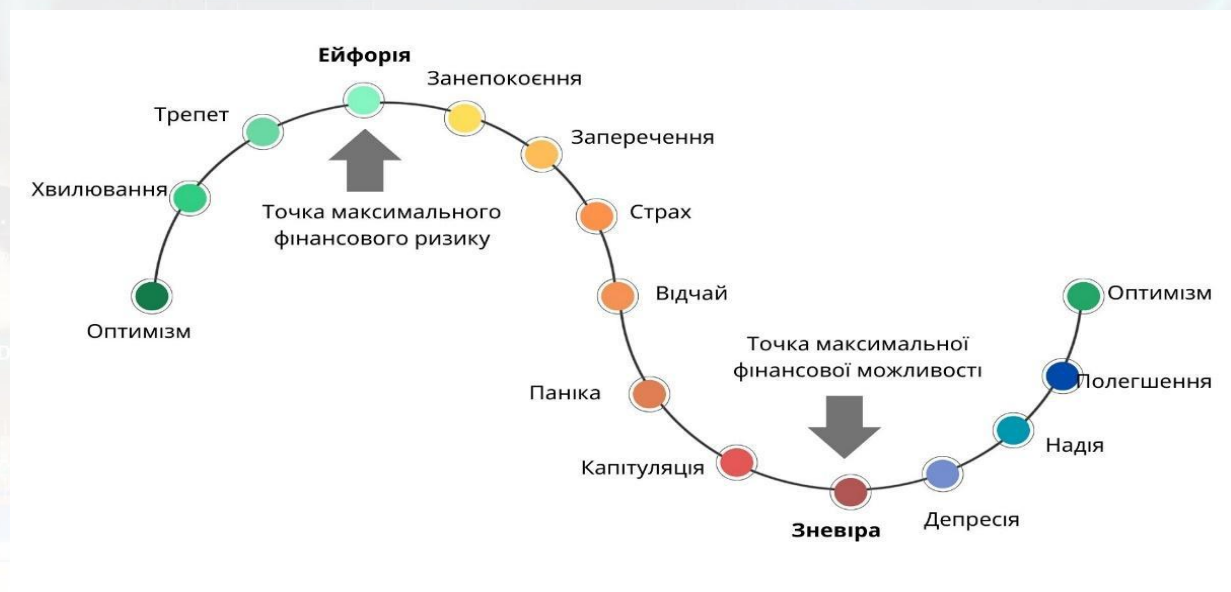 Ейфорія
Занепокоєння
Трепет
Заперечення
Хвилювання
Точка максимального
фінансового ризику
Страх
Відчай
Оптимізм
Оптимізм
Точка максимальної
фінансової можливості
Паніка
Полегшення
Надія
Капітуляція
Депресія
Зневіра